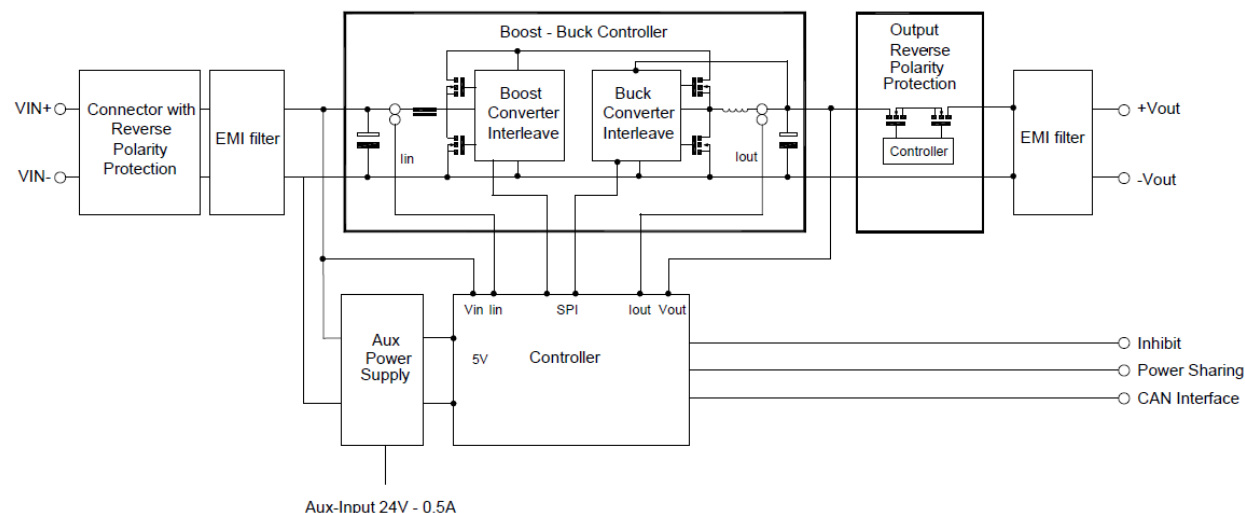 Boost - Buck Controller
Output
Reverse
Polarity
Protection
VIN+
VIN-
Connector with
Reverse
Polarity
Protection
EMI filter
Iin
Boost
Converter
Interleave
Buck
Converter
Interleave
Iout
Controller
EMI filter
+Vout
-Vout
Vin Iin SPI Iout Vout
Aux
Power
Supply
5V
Controller
Inhibit
Power Sharing
CAN Interface
Aux-Input 24V - 0.5A